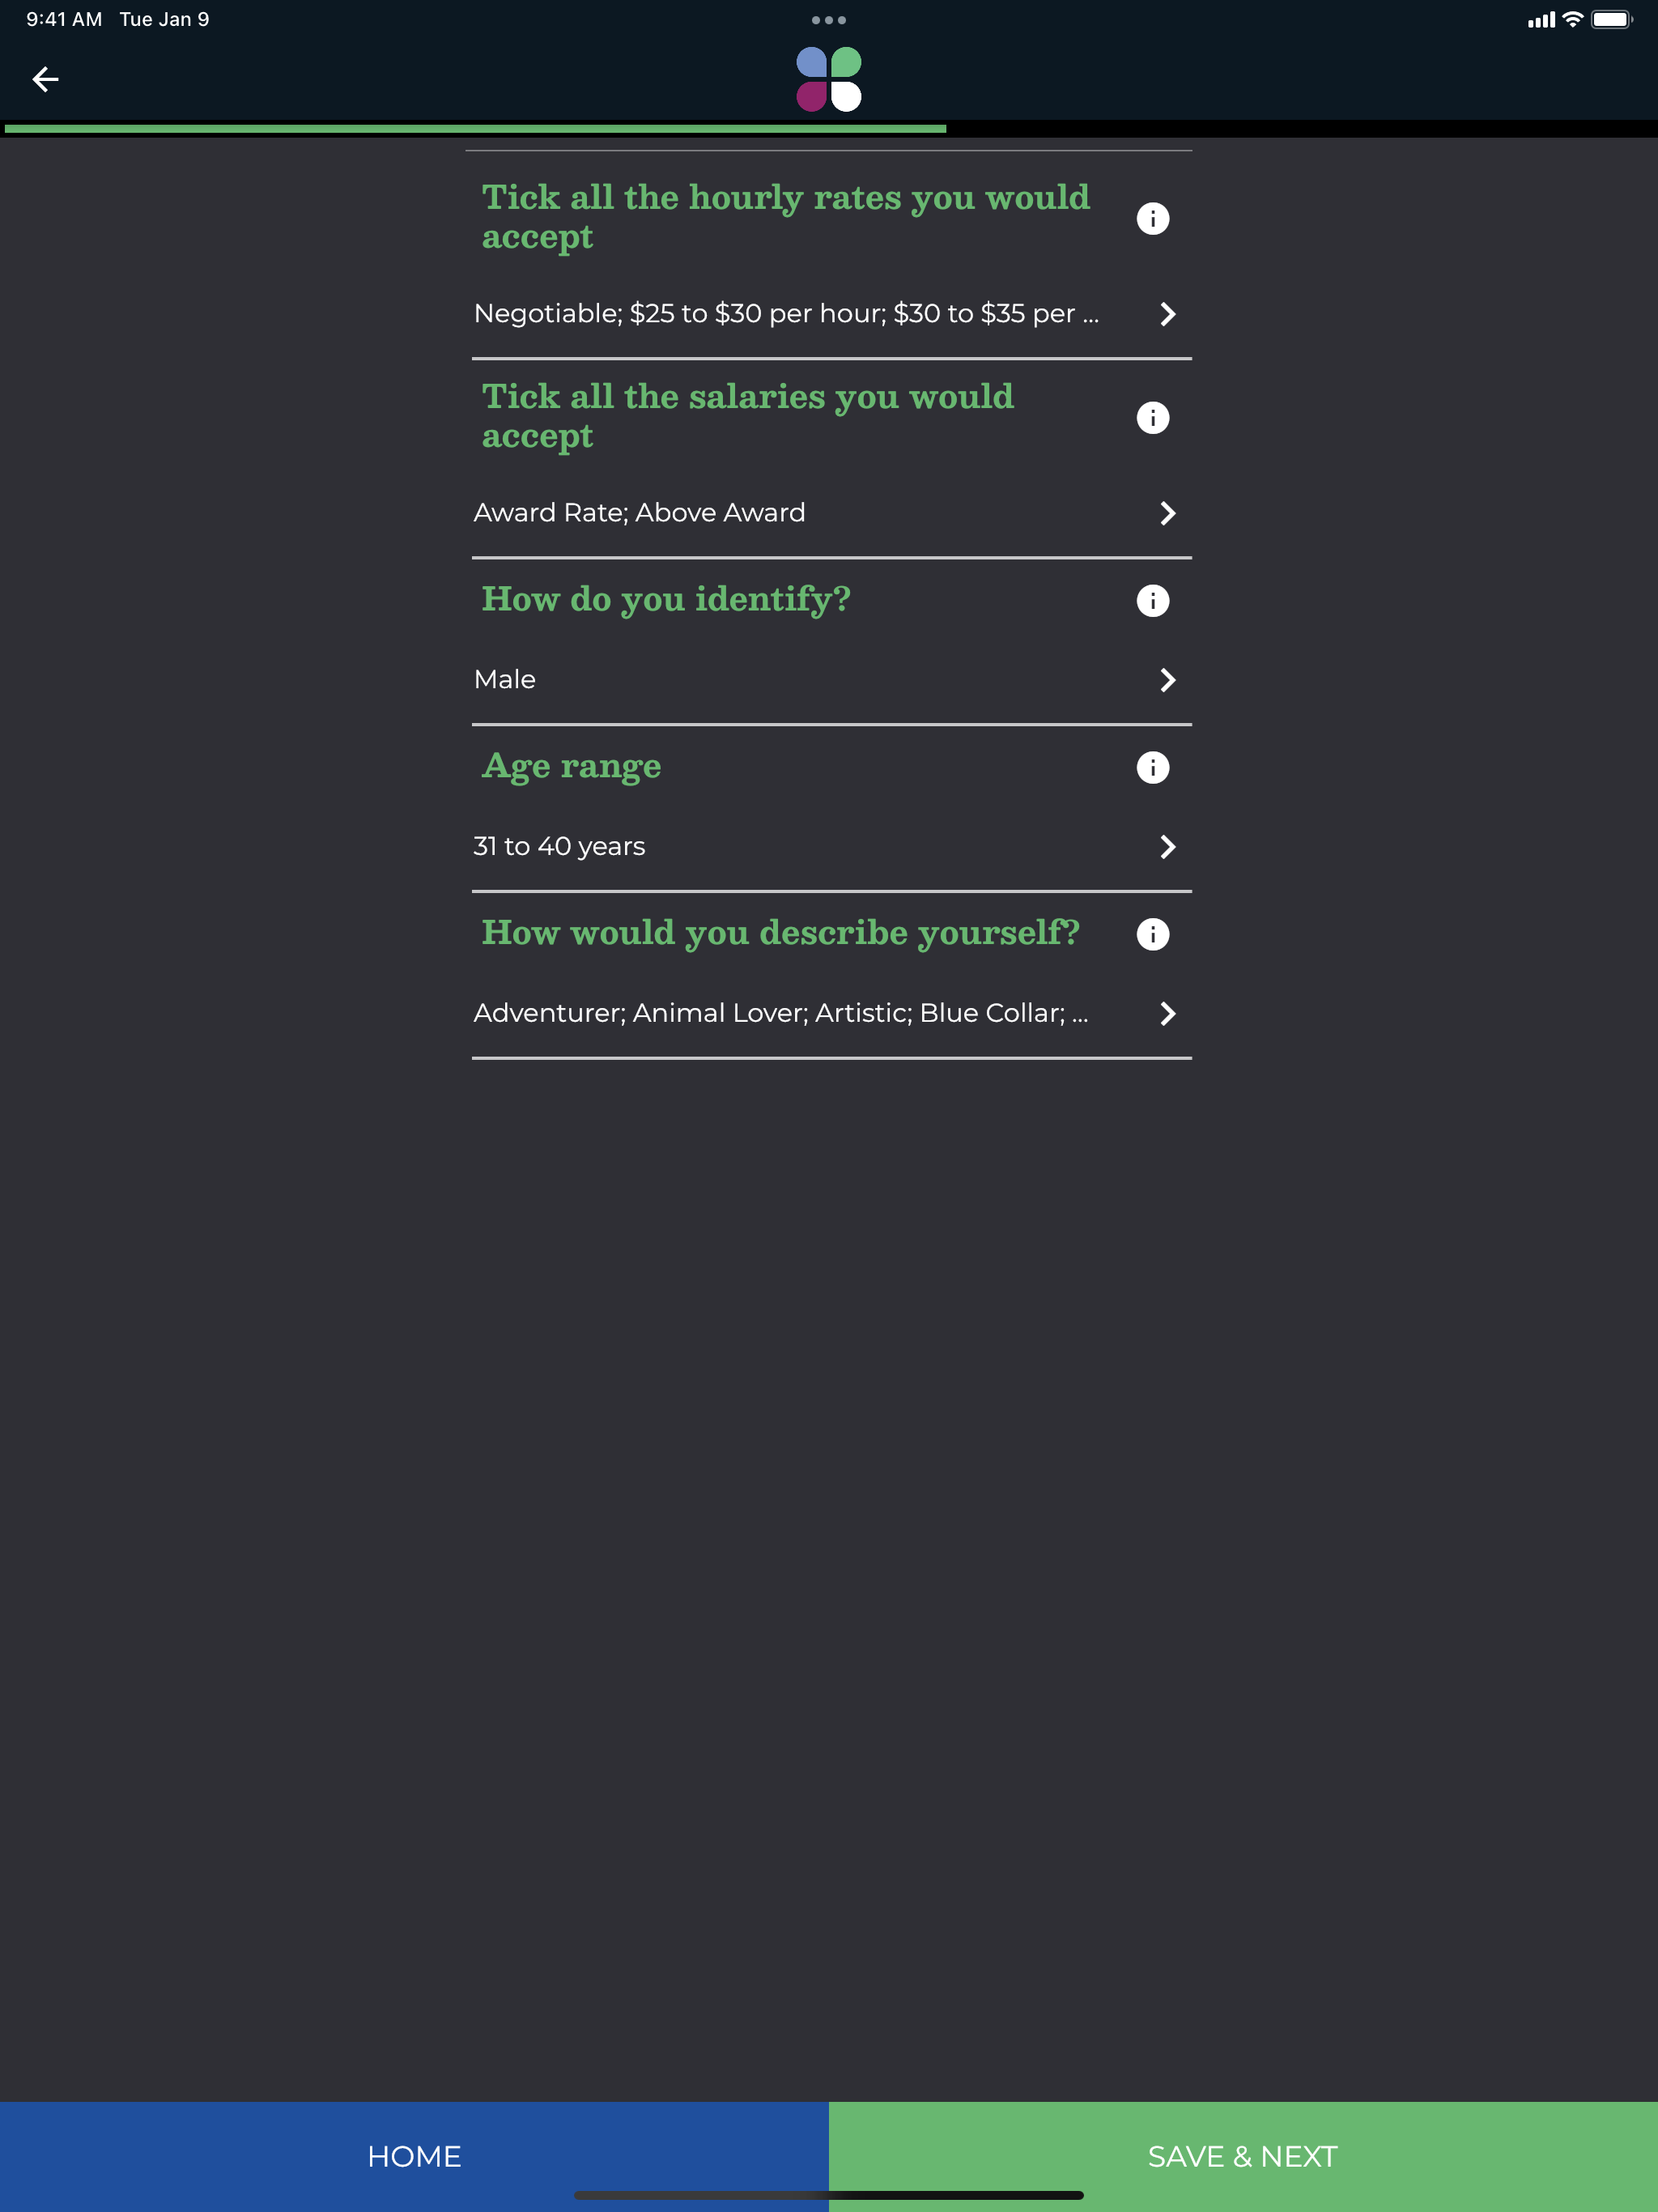 9:41 AM Tue Jan 9
Tick all the hourly rates you would
accept
Negotiable; $25 to $30 per hour; $30 to $35 per ...
Tick all the salaries you would
accept
Award Rate; Above Award
How do you identify?
Male
Age range
31 to 40 years
How would you describe yourself?
Adventurer; Animal Lover; Artistic; Blue Collar; ...
HOME
SAVE & NEXT